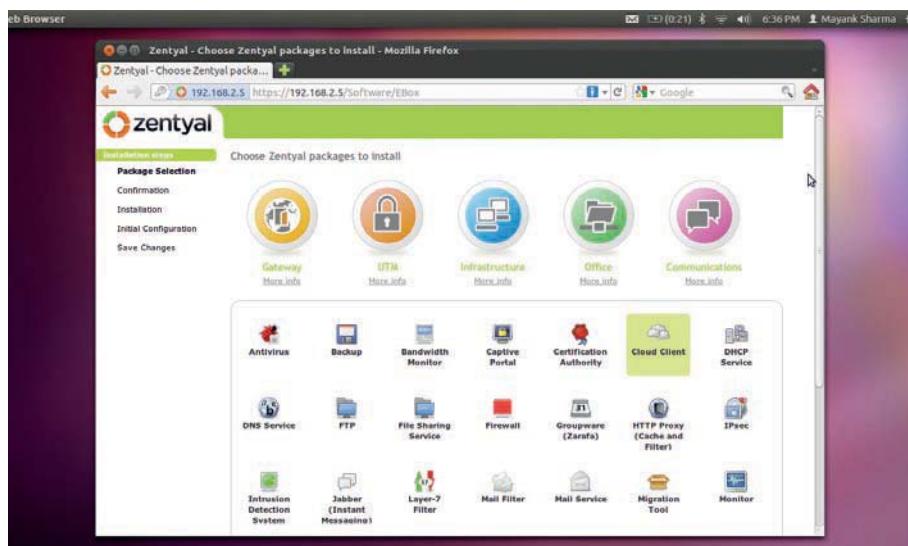 eb Browser
(0:21) 6:36 PM Mayank Sharma
Zentyal - Choose Zentyal packages to install - Mozilla Firefox
Zentyal - Choose Zentyal packa...
192.168.2.5 https://192.168.2.5/Software/EBox Google
zentyal
Installation steps
Package Selection
Confirmation
Installation
Initial Configuration
Save Changes
Choose Zentyal packages to install
Gateway UTM Infrastructure Office Communications
More info More info More info More info More info
Antivirus Backup Bandwidth Monitor Captive Portal Certification Authority Cloud Client DHCP Service
DNS Service FTP File Sharing Service Firewall Groupware (Zarafa) HTTP Proxy (Cache and Filter) IPsec
Intrusion Detection System Jabber (Instant Messaging) Layer-7 Filter Mail Filter Mail Service Migration Tool Monitor
31